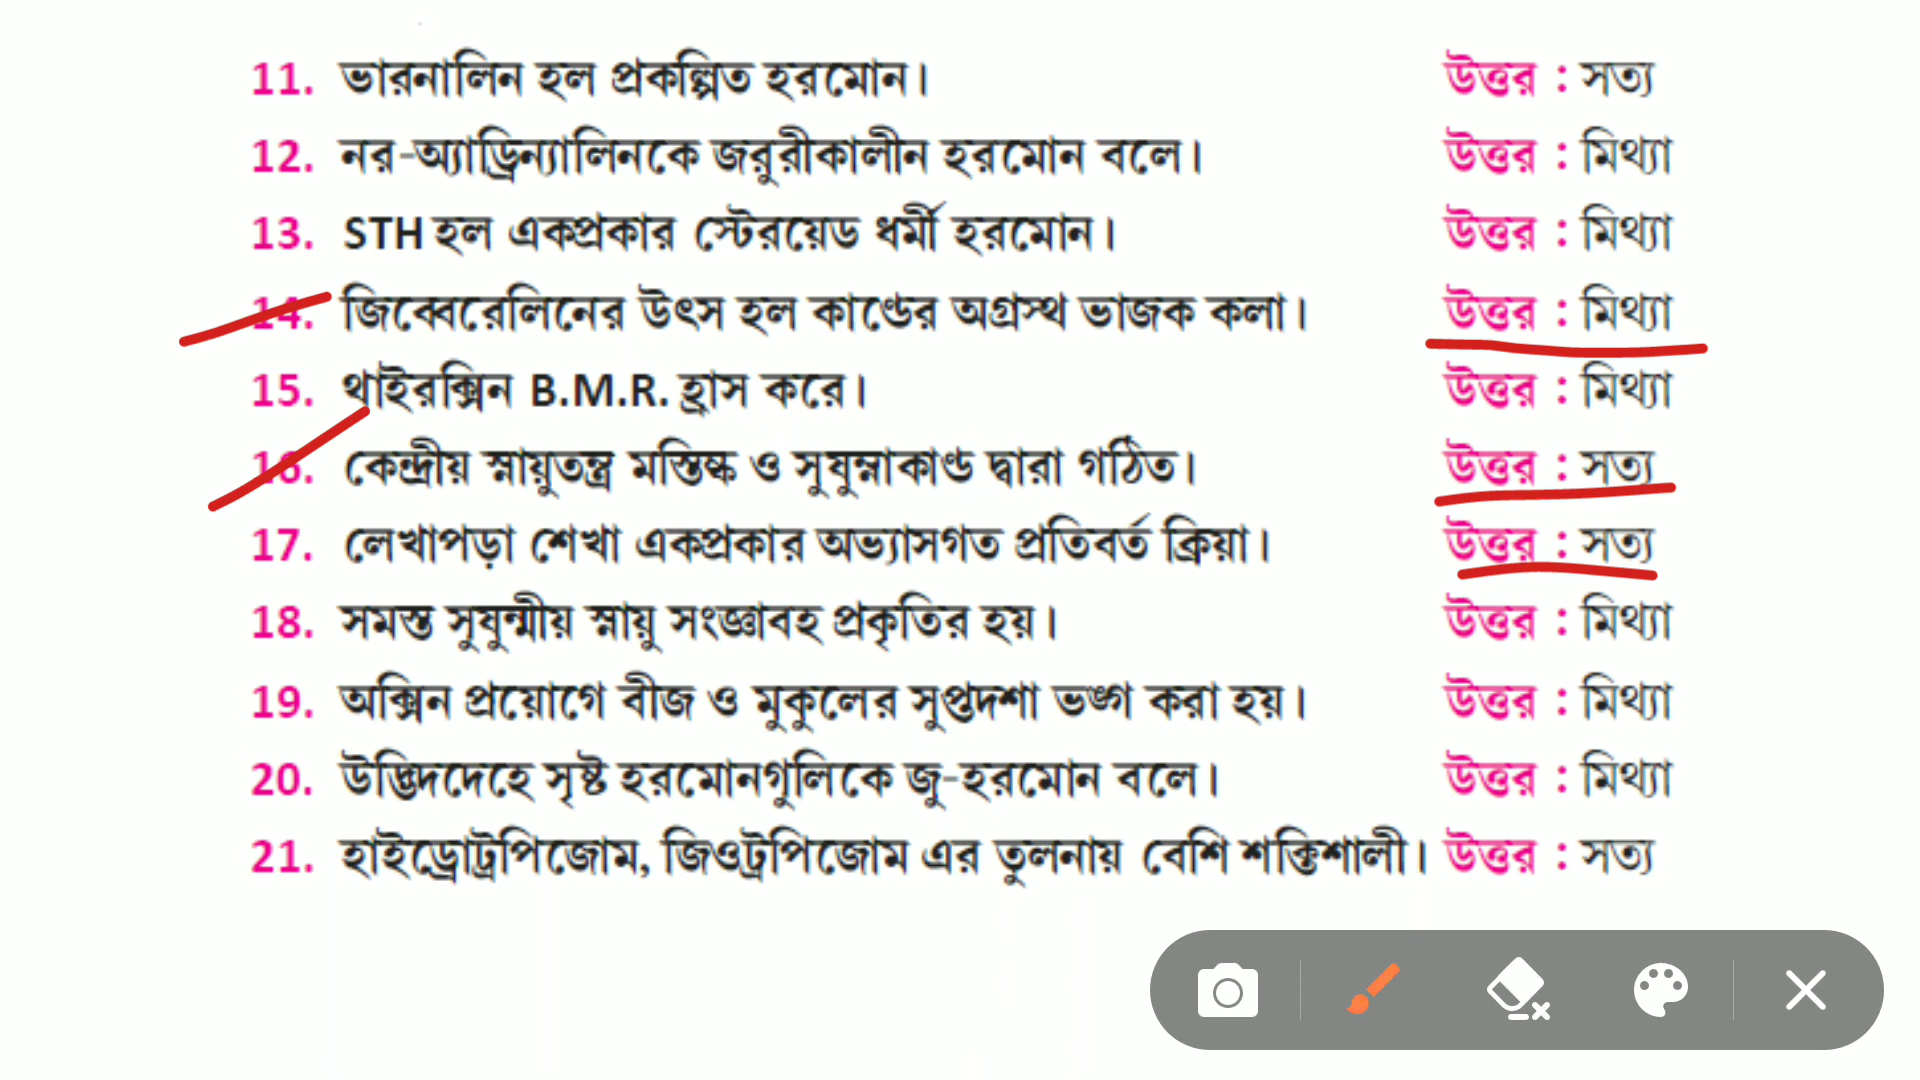 11. ভারনালিন হল প্রকল্পিত হরমোন। উত্তর : সত্য
12. নর-অ্যাড্রিন্যালিনকে জরুরীকালীন হরমোন বলে। উত্তর : মিথ্যা
13. STH হল একপ্রকার স্টেরয়েড ধর্মী হরমোন। উত্তর : মিথ্যা
14. জিব্বেরেলিনের উৎস হল কাণ্ডের অগ্রস্থ ভাজক কলা। উত্তর : মিথ্যা
15. থাইরক্সিন B.M.R. হ্রাস করে। উত্তর : মিথ্যা
16. কেন্দ্রীয় স্নায়ুতন্ত্র মস্তিষ্ক ও সুষুম্নাকাণ্ড দ্বারা গঠিত। উত্তর : সত্য
17. লেখাপড়া শেখা একপ্রকার অভ্যাসগত প্রতিবর্ত ক্রিয়া। উত্তর : সত্য
18. সমস্ত সুষুন্মীয় স্নায়ু সংজ্ঞাবহ প্রকৃতির হয়। উত্তর : মিথ্যা
19. অক্সিন প্রয়োগে বীজ ও মুকুলের সুপ্তদশা ভঙ্গ করা হয়। উত্তর : মিথ্যা
20. উদ্ভিদদেহে সৃষ্ট হরমোনগুলিকে জু-হরমোন বলে। উত্তর : মিথ্যা
21. হাইড্রোট্রপিজোম, জিওট্রপিজোম এর তুলনায় বেশি শক্তিশালী। উত্তর : সত্য